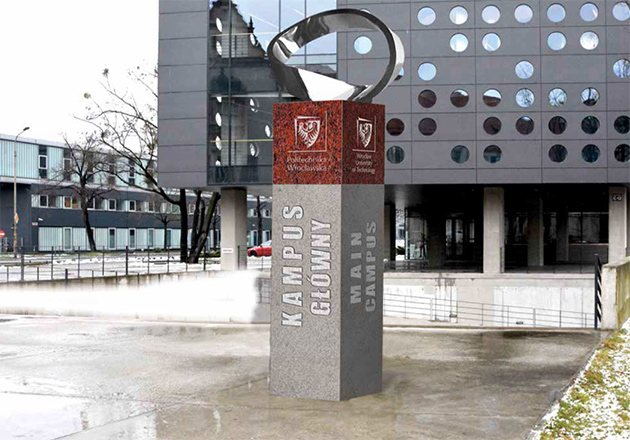 Politechnika
Wrocławska
Wrocław
University
of Technology
KAMPUS
GŁÓWNY
MAIN
CAMPUS